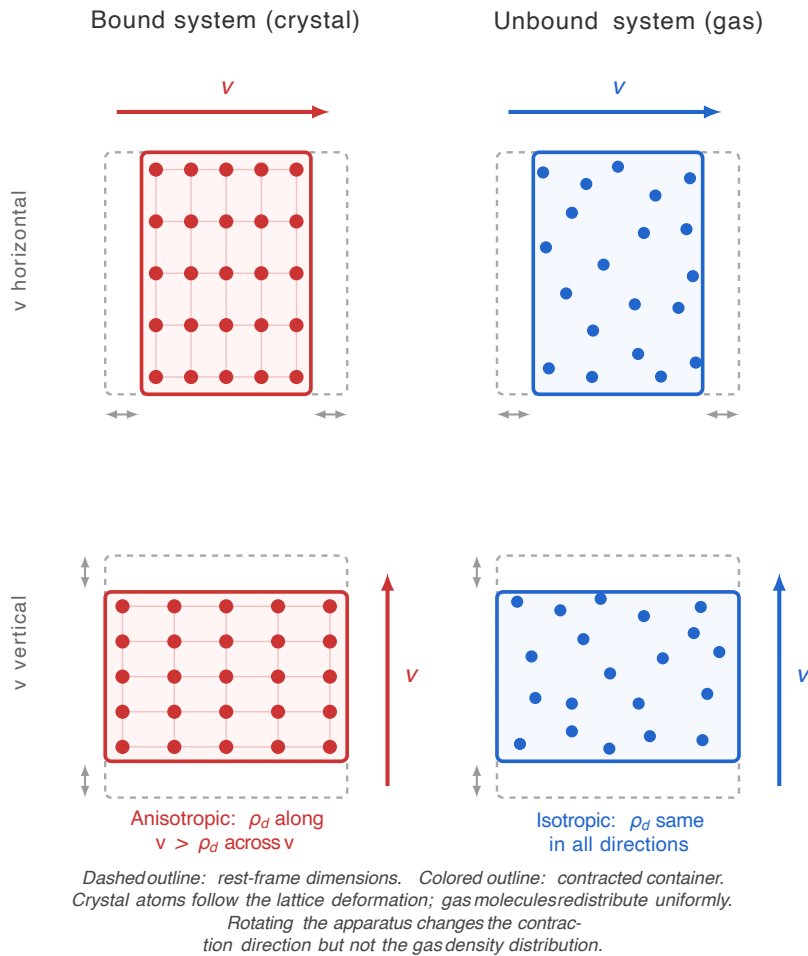 Bound system (crystal)
Unbound system (gas)
v
v
v horizontal
v vertical
v
v
Anisotropic: ρd along
v > ρd across v
Isotropic: ρd same
in all directions
Dashed outline: rest-frame dimensions. Colored outline: contracted container.
Crystal atoms follow the lattice deformation; gas molecules redistribute uniformly.
Rotating the apparatus changes the contrac-
tion direction but not the gas density distribution.